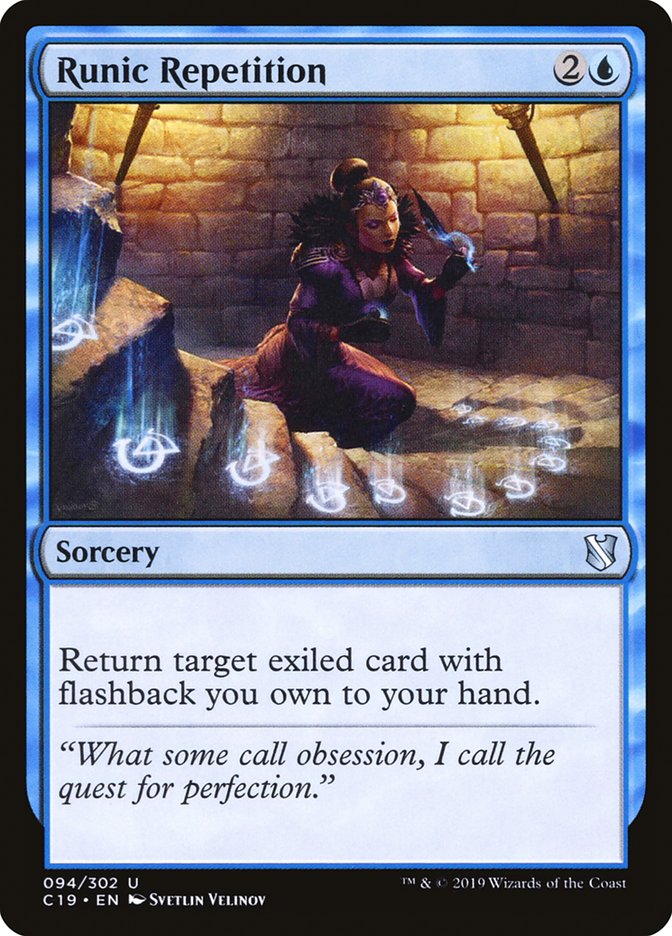 Runic Repetition 2
Sorcery
Return target exiled card with
flashback you own to your hand.
“What some call obsession, I call the
quest for perfection.”
094/302 U
™ & © 2019 Wizards of the Coast
C19 • EN Svetlin Velinov